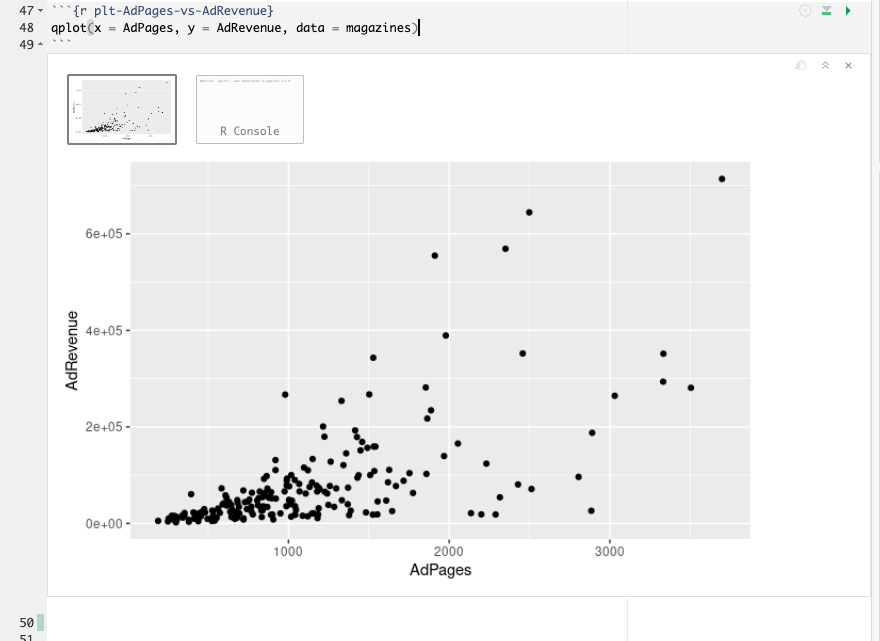 47 ```{r plt-AdPages-vs-AdRevenue}
48 qplot(x = AdPages, y = AdRevenue, data = magazines)
49 ```
R Console
6e+05
4e+05
2e+05
0e+00
AdRevenue
1000 2000 3000
AdPages
50
51